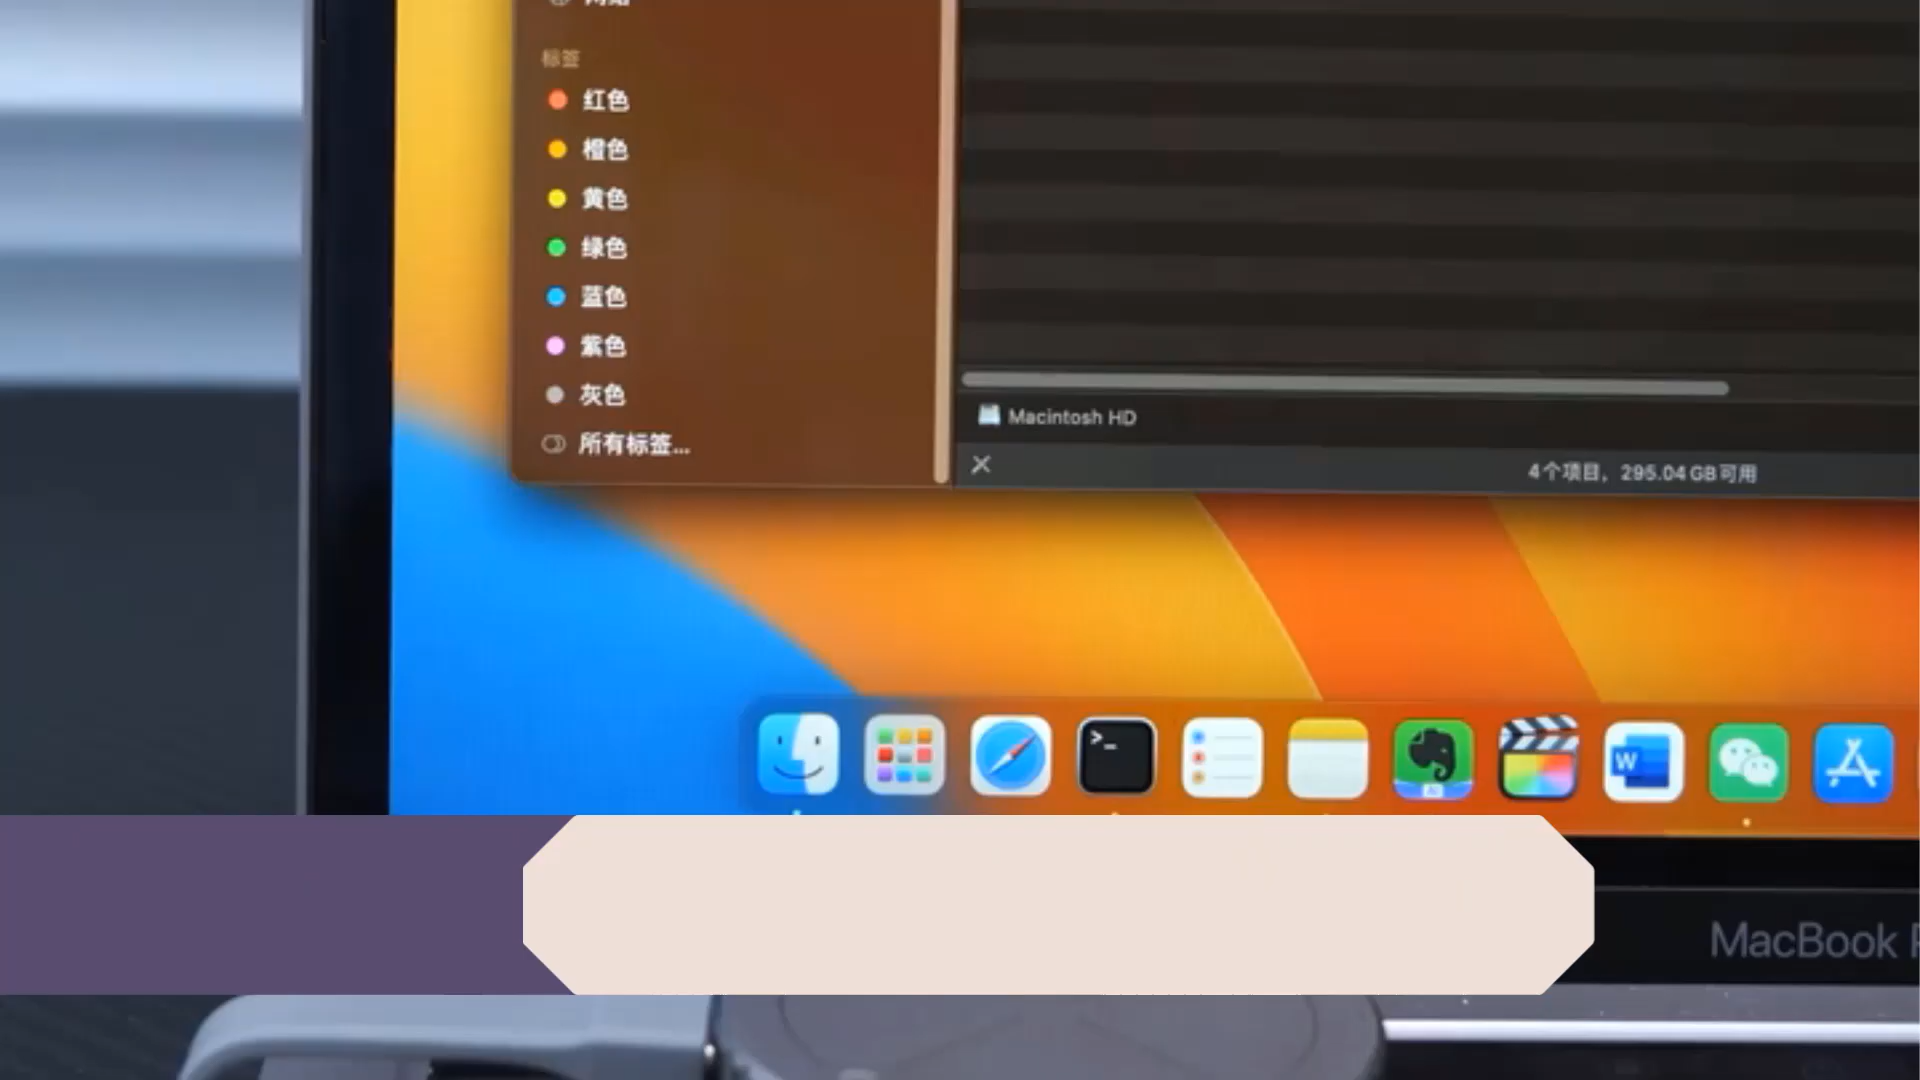 标签
红色
橙色
黄色
绿色
蓝色
紫色
灰色
所有标签...
Macintosh HD
4个项目，295.04 GB可用
>_
W
MacBook